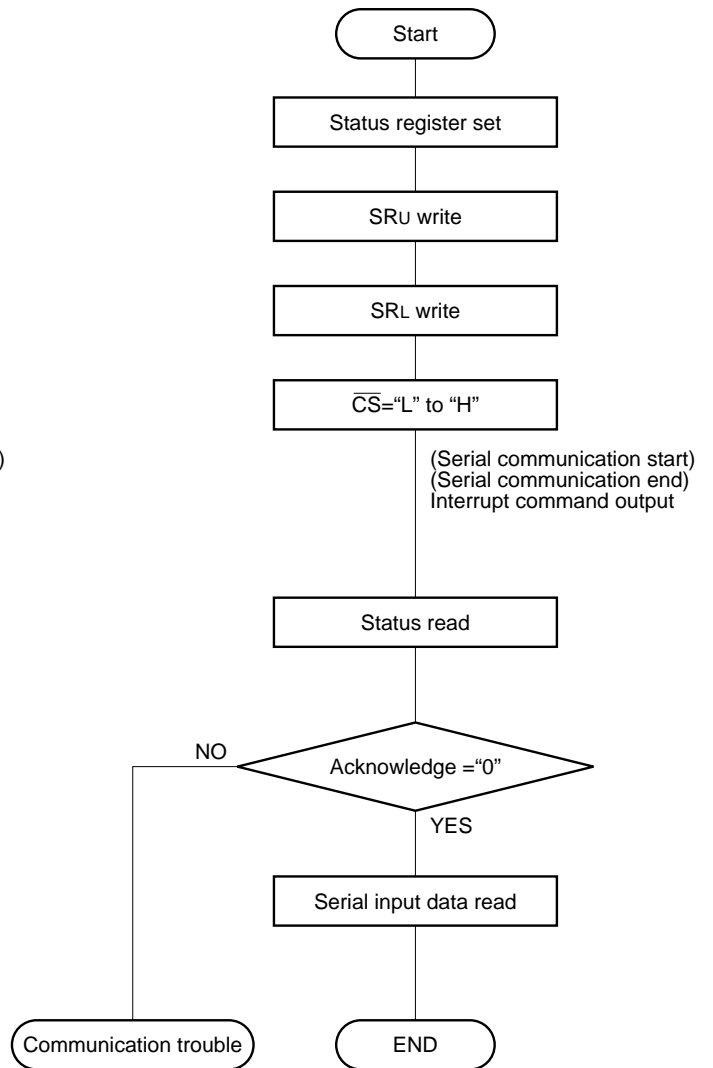 Start
Status register set
SRU write
SRL write
C̅S̅=“L” to “H”
)
(Serial communication start)
(Serial communication end)
Interrupt command output
Status read
NO
Acknowledge =“0”
YES
Serial input data read
Communication trouble
END